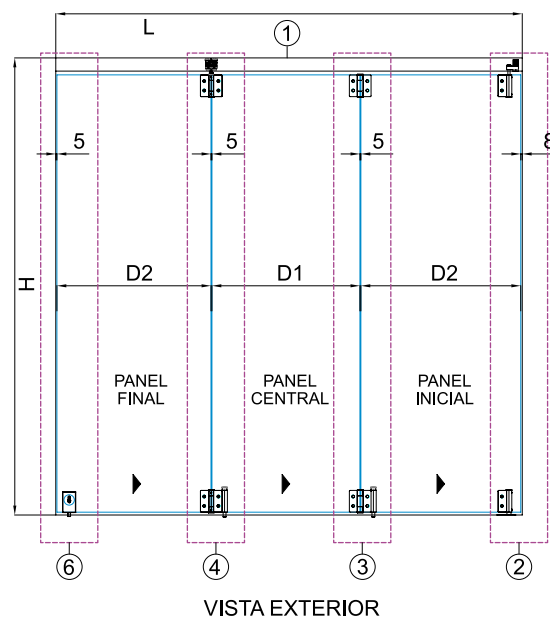 L
1
5
5
5
8
H
D2
D1
D2
PANEL
FINAL
PANEL
CENTRAL
PANEL
INICIAL
6
4
3
2
VISTA EXTERIOR